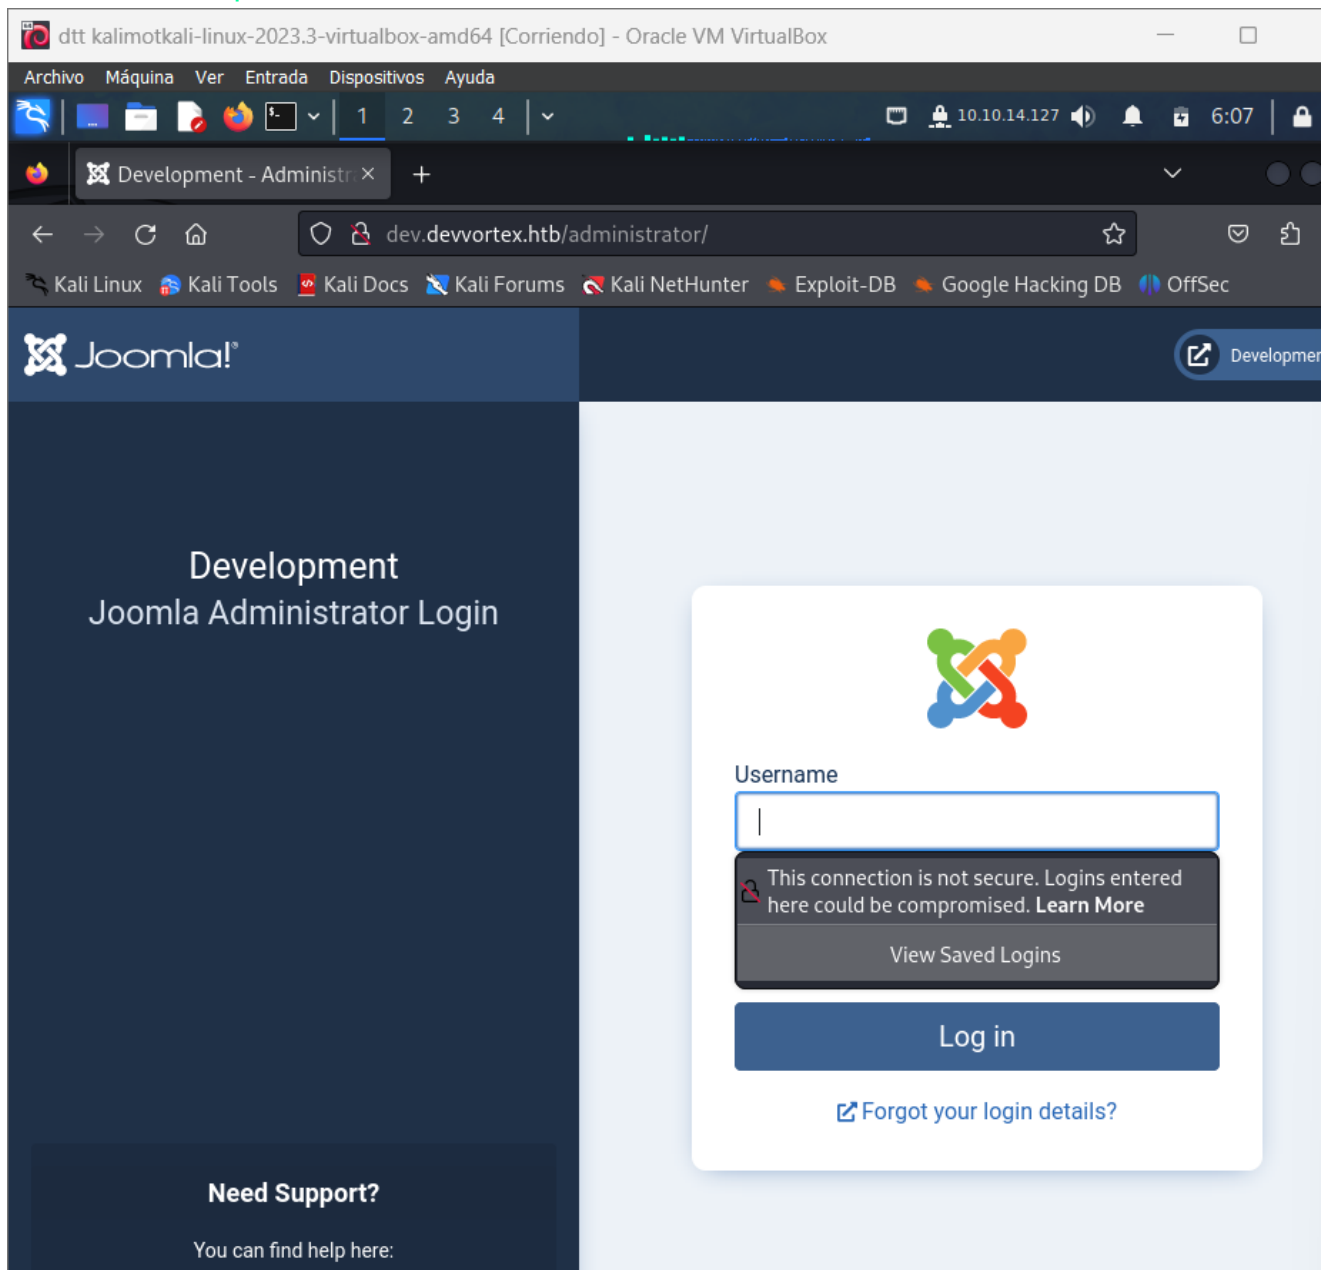 dtt kalimotkali-linux-2023.3-virtualbox-amd64 [Corriendo] - Oracle VM VirtualBox
Archivo Máquina Ver Entrada Dispositivos Ayuda
1 2 3 4 10.10.14.127 6:07
Development - Administr
dev.devvortex.htb/administrator/
Kali Linux Kali Tools Kali Docs Kali Forums Kali NetHunter Exploit-DB Google Hacking DB OffSec
Joomla!
Developmen
Development
Joomla Administrator Login
Username
This connection is not secure. Logins entered
here could be compromised. Learn More
View Saved Logins
Log in
Forgot your login details?
Need Support?
You can find help here: